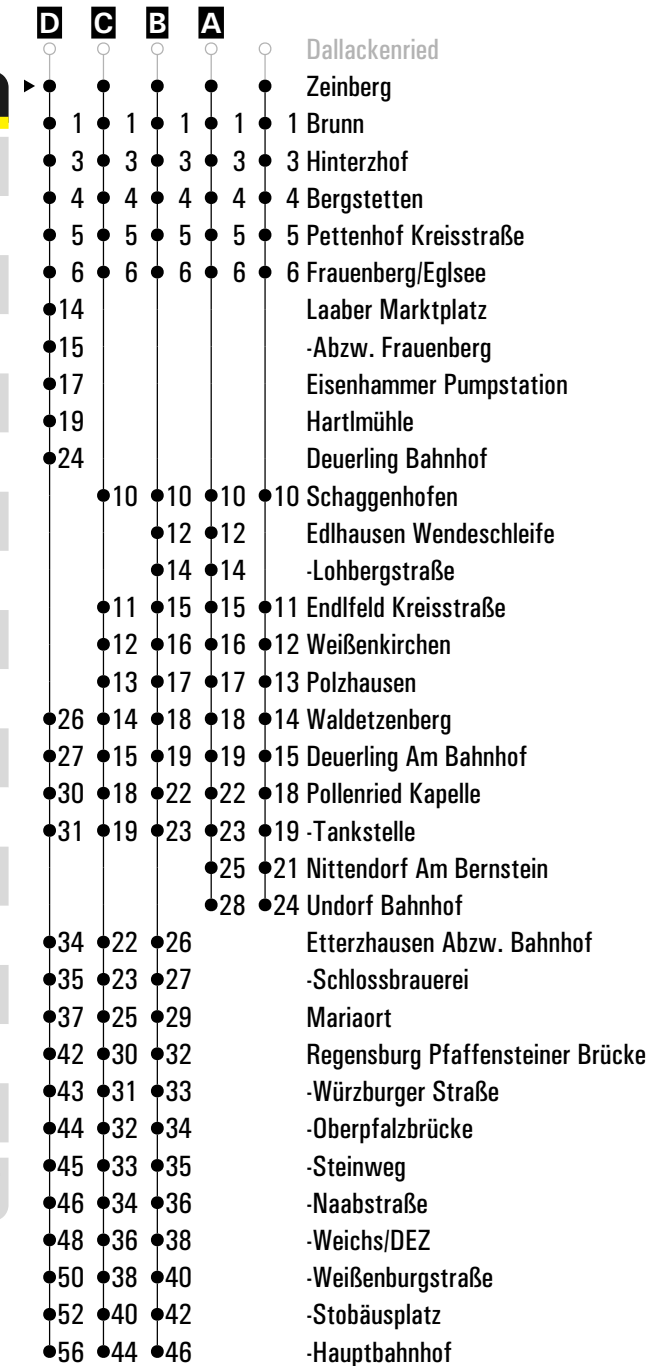 D C B A
Dallackenried
Zeinberg
1 1 1 1 1 Brunn
3 3 3 3 3 Hinterzhof
4 4 4 4 4 Bergstetten
5 5 5 5 5 Pettenhof Kreisstraße
6 6 6 6 6 Frauenberg/Eglsee
14 Laaber Marktplatz
15 -Abzw. Frauenberg
17 Eisenhammer Pumpstation
19 Hartlmühle
24 Deuerling Bahnhof
10 10 10 10 Schaggenhofen
12 12 Edlhausen Wendeschleife
14 14 -Lohbergstraße
11 15 15 11 Endlfeld Kreisstraße
12 16 16 12 Weißenkirchen
13 17 17 13 Polzhausen
26 14 18 18 14 Waldetzenberg
27 15 19 19 15 Deuerling Am Bahnhof
30 18 22 22 18 Pollenried Kapelle
31 19 23 23 19 -Tankstelle
25 21 Nittendorf Am Bernstein
28 24 Undorf Bahnhof
34 22 26 Etterzhausen Abzw. Bahnhof
35 23 27 -Schlossbrauerei
37 25 29 Mariaort
42 30 32 Regensburg Pfaffensteiner Brücke
43 31 33 -Würzburger Straße
44 32 34 -Oberpfalzbrücke
45 33 35 -Steinweg
46 34 36 -Naabstraße
48 36 38 -Weichs/DEZ
50 38 40 -Weißenburgstraße
52 40 42 -Stobäusplatz
56 44 46 -Hauptbahnhof